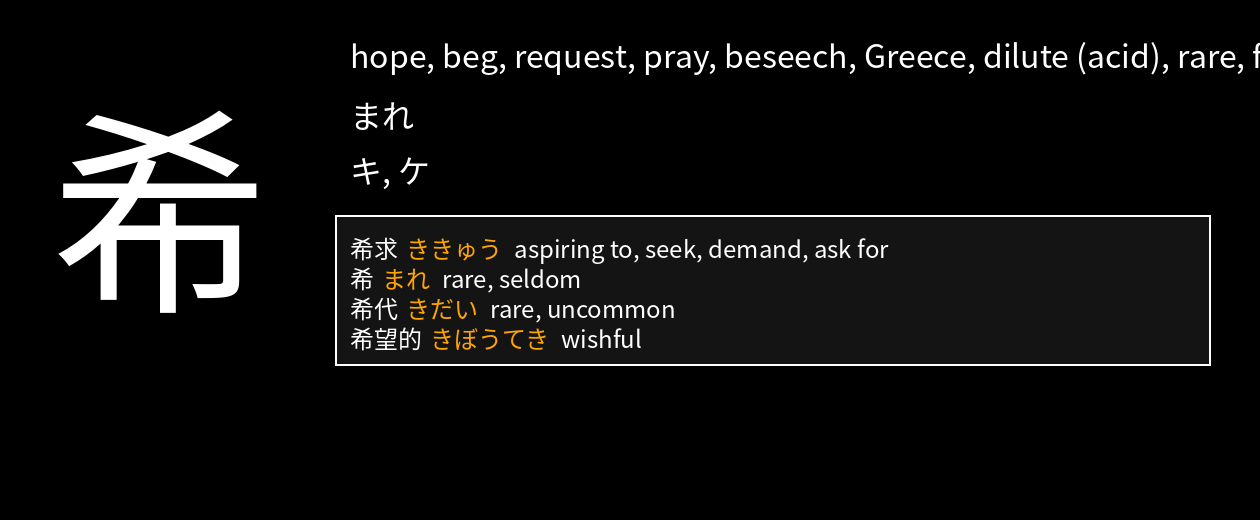 希
hope, beg, request, pray, beseech, Greece, dilute (acid), rare,
まれ
キ, ケ
希求 ききゅう aspiring to, seek, demand, ask for
希 まれ rare, seldom
希代 きだい rare, uncommon
希望的 きぼうてき wishful